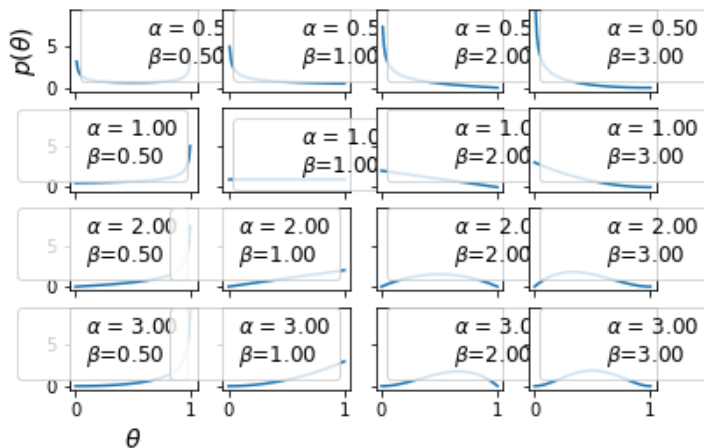 α = 0.5
β=0.50
α = 0.5
β=1.00
α = 0.5
β=2.00
α = 0.50
β=3.00
5
0
p(θ)
α = 1.00
β=0.50
α = 1.0
β=1.00
α = 1.0
β=2.00
α = 1.00
β=3.00
5
0
α = 2.00
β=0.50
α = 2.00
β=1.00
α = 2.0
β=2.00
α = 2.00
β=3.00
5
0
α = 3.00
β=0.50
α = 3.00
β=1.00
α = 3.0
β=2.00
α = 3.00
β=3.00
5
0
0 1
0 1
0 1
0 1
θ